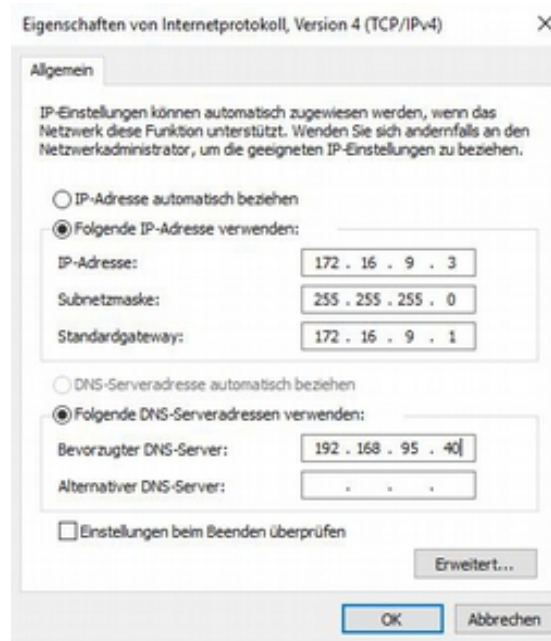 Eigenschaften von Internetprotokoll, Version 4 (TCP/IPv4)
Allgemein
IP-Einstellungen können automatisch zugewiesen werden, wenn das
Netzwerk diese Funktion unterstützt. Wenden Sie sich andernfalls an den
Netzwerkadministrator, um die geeigneten IP-Einstellungen zu beziehen.
IP-Adresse automatisch beziehen
Folgende IP-Adresse verwenden:
IP-Adresse: 172 . 16 . 9 . 3
Subnetzmaske: 255 . 255 . 255 . 0
Standardgateway: 172 . 16 . 9 . 1
DNS-Serveradresse automatisch beziehen
Folgende DNS-Serveradressen verwenden:
Bevorzugter DNS-Server: 192 . 168 . 95 . 40
Alternativer DNS-Server: . . .
Einstellungen beim Beenden überprüfen
Erweitert...
OK Abbrechen